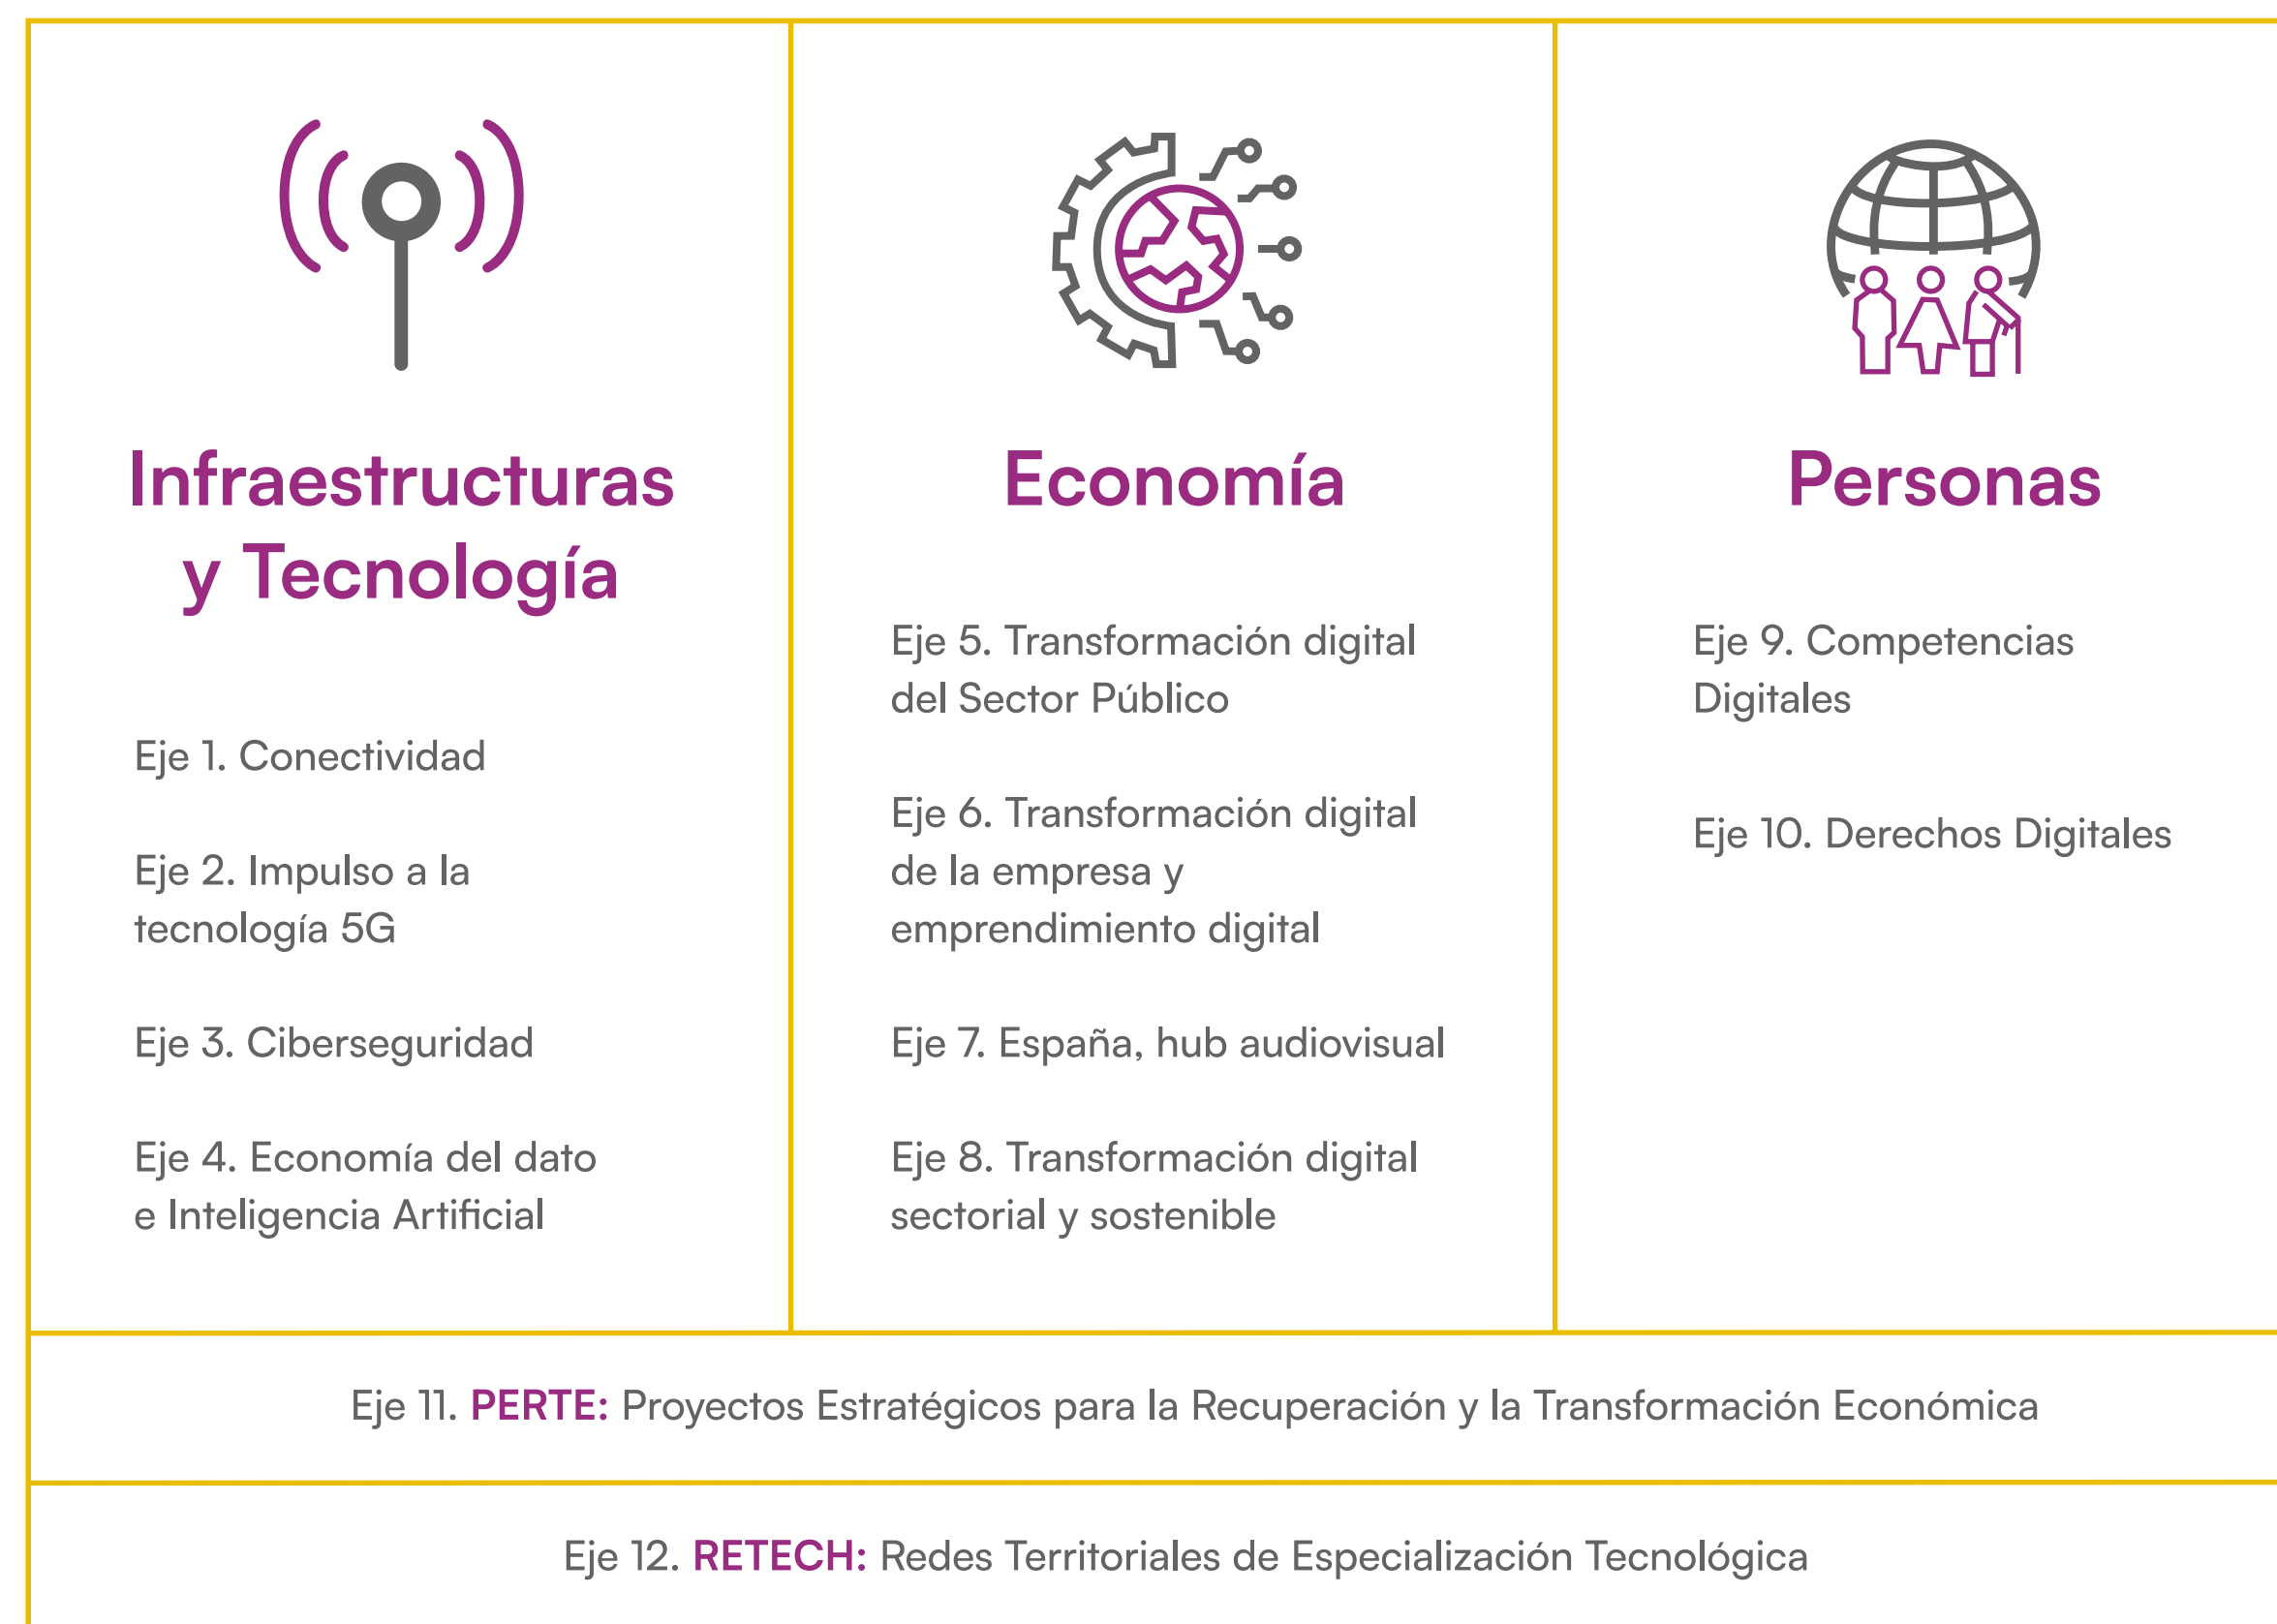 Infraestructuras
y Tecnología
Eje 1. Conectividad
Eje 2. Impulso a la
tecnología 5G
Eje 3. Ciberseguridad
Eje 4. Economía del dato
e Inteligencia Artificial
Economía
Eje 5. Transformación digital
del Sector Público
Eje 6. Transformación digital
de la empresa y
emprendimiento digital
Eje 7. España, hub audiovisual
Eje 8. Transformación digital
sectorial y sostenible
Personas
Eje 9. Competencias
Digitales
Eje 10. Derechos Digitales
Eje 11. PERTE: Proyectos Estratégicos para la Recuperación y la Transformación Económica
Eje 12. RETECH: Redes Territoriales de Especialización Tecnológica